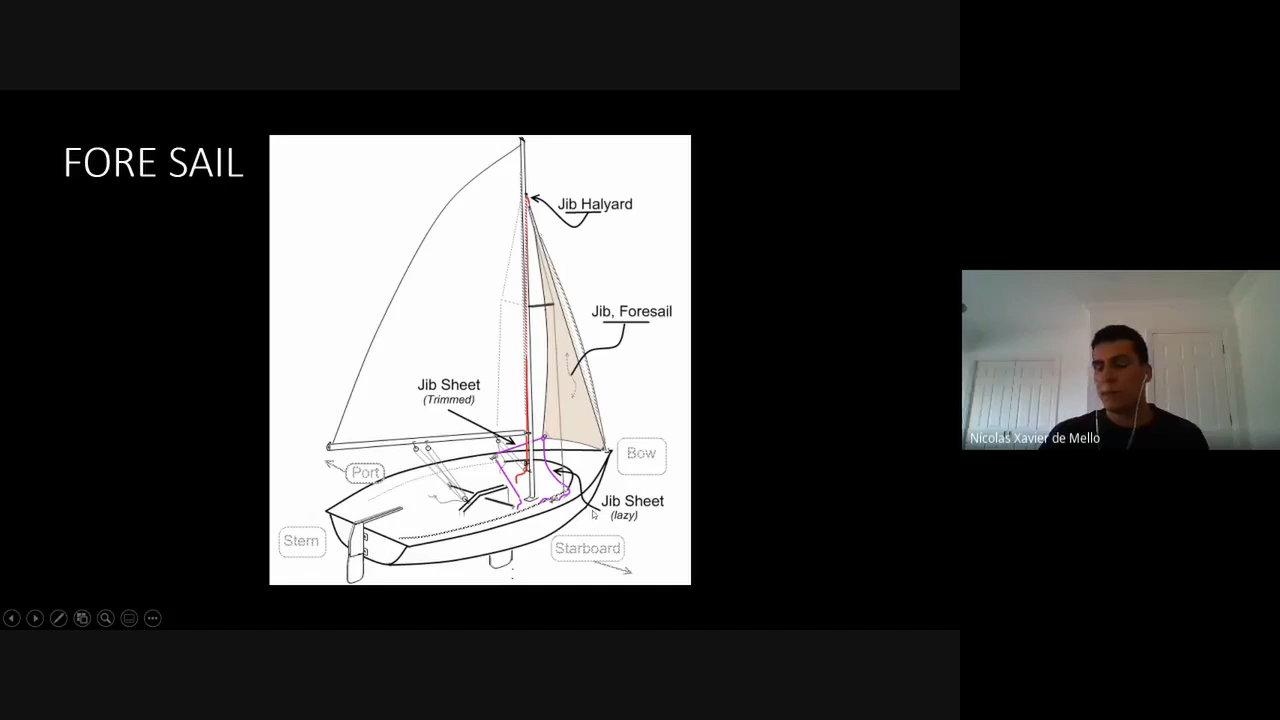 FORE SAIL
Jib Halyard
Jib, Foresail
Jib Sheet
(Trimmed)
Bow
Port
Jib Sheet
(lazy)
Stern
Starboard
Nicolas Xavier de Mello